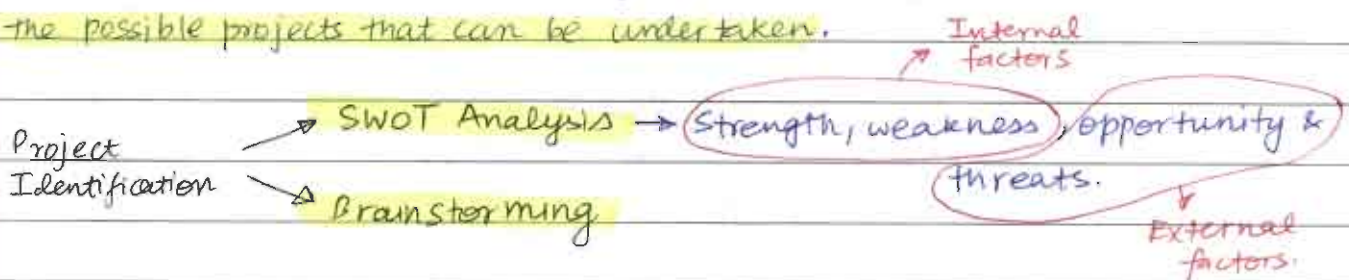 the possible projects that can be undertaken.
Internal
factors
SWOT Analysis → Strength, weakness, opportunity &
threats.
Project
Identification
Brainstorming
External
factors.